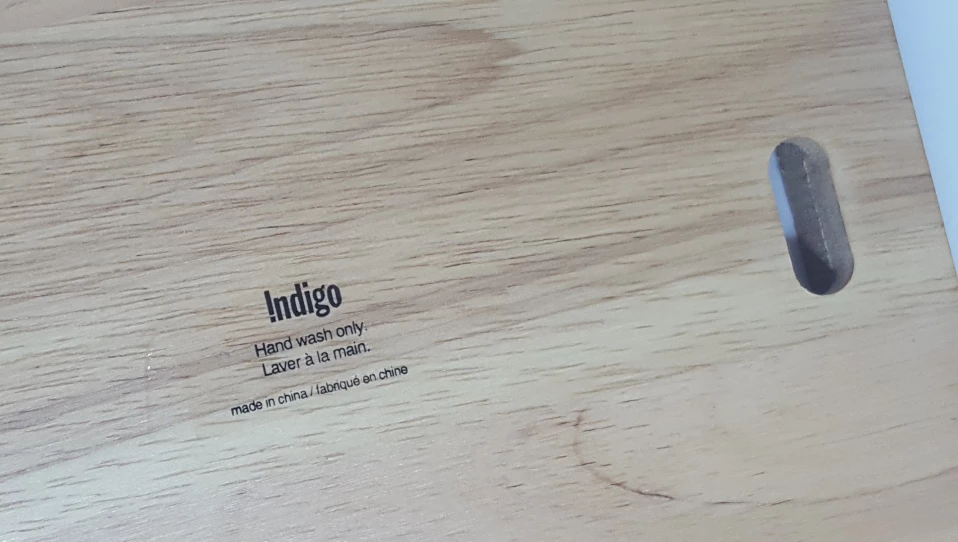 Indigo
Hand wash only.
Laver à la main.
made in china / fabriqué en chine